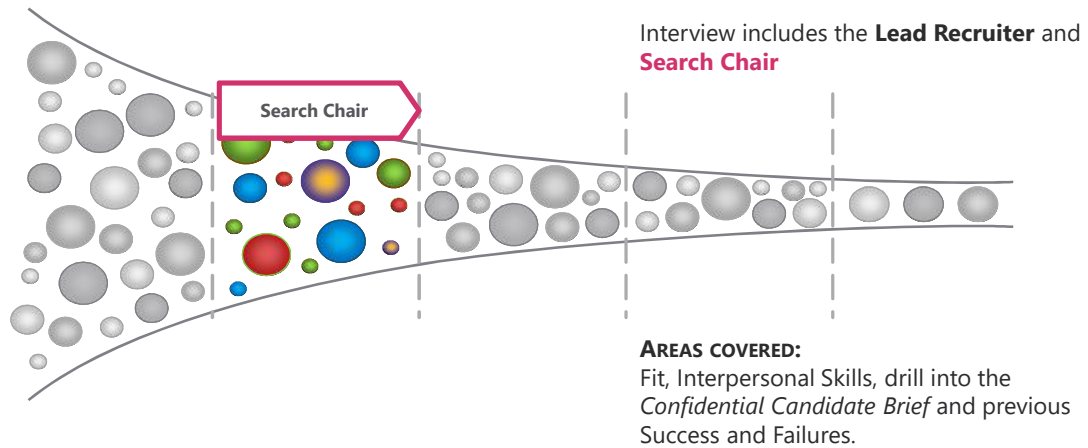 Interview includes the Lead Recruiter and
Search Chair
Search Chair
AREAS COVERED:
Fit, Interpersonal Skills, drill into the
Confidential Candidate Brief and previous
Success and Failures.